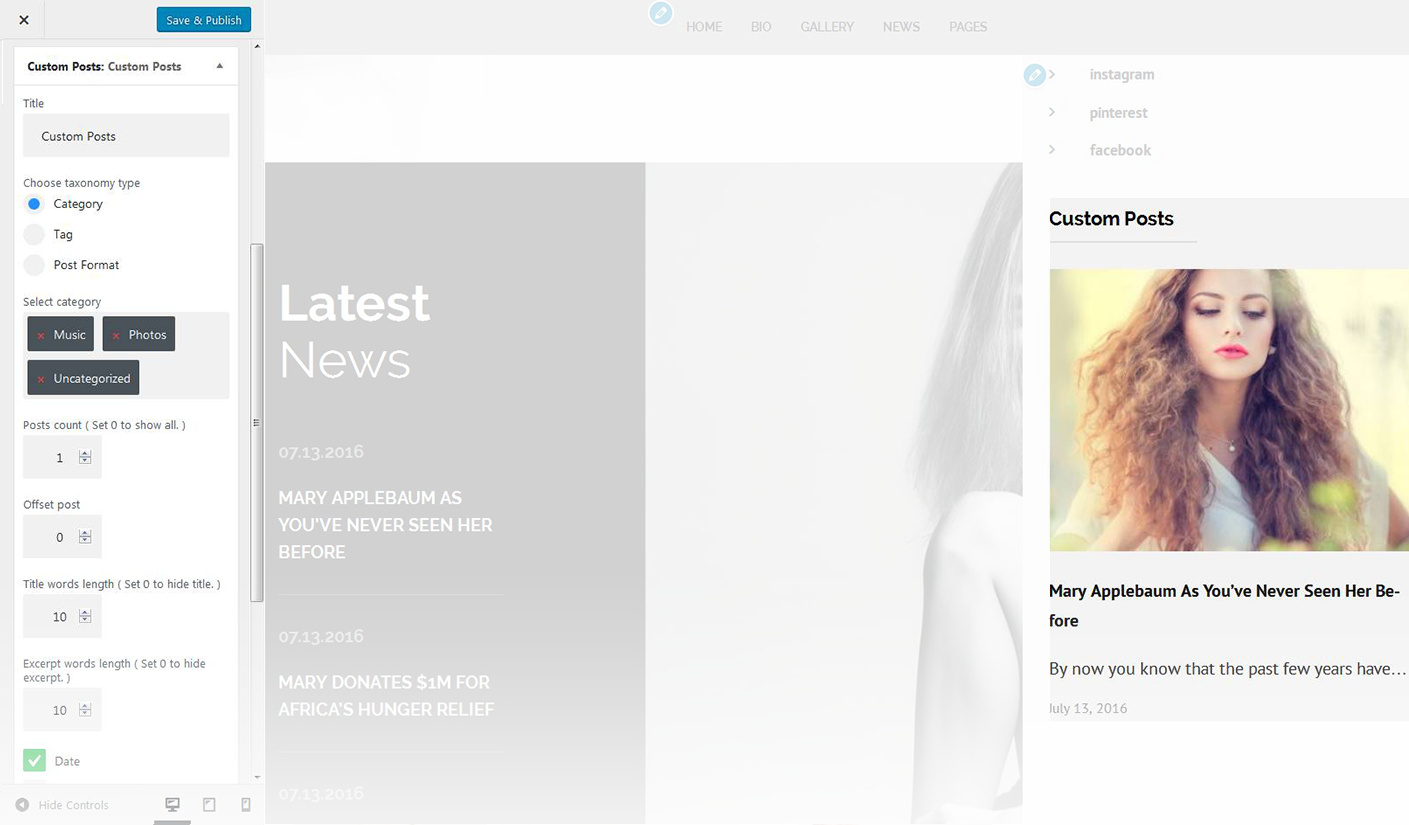 Save & Publish
Custom Posts: Custom Posts
Title
Custom Posts
Choose taxonomy type
Category
Tag
Post Format
Select category
× Music × Photos
× Uncategorized
Posts count ( Set 0 to show all. )
1
Offset post
0
Title words length ( Set 0 to hide title. )
10
Excerpt words length ( Set 0 to hide
excerpt. )
10
Date
Hide Controls
HOME BIO GALLERY NEWS PAGES
Latest
News
07.13.2016
MARY APPLEBAUM AS
YOU'VE NEVER SEEN HER
BEFORE
07.13.2016
MARY DONATES $1M FOR
AFRICA'S HUNGER RELIEF
07.13.2016
instagram
pinterest
facebook
Custom Posts
Mary Applebaum As You've Never Seen Her Be-
fore
By now you know that the past few years have…
July 13, 2016